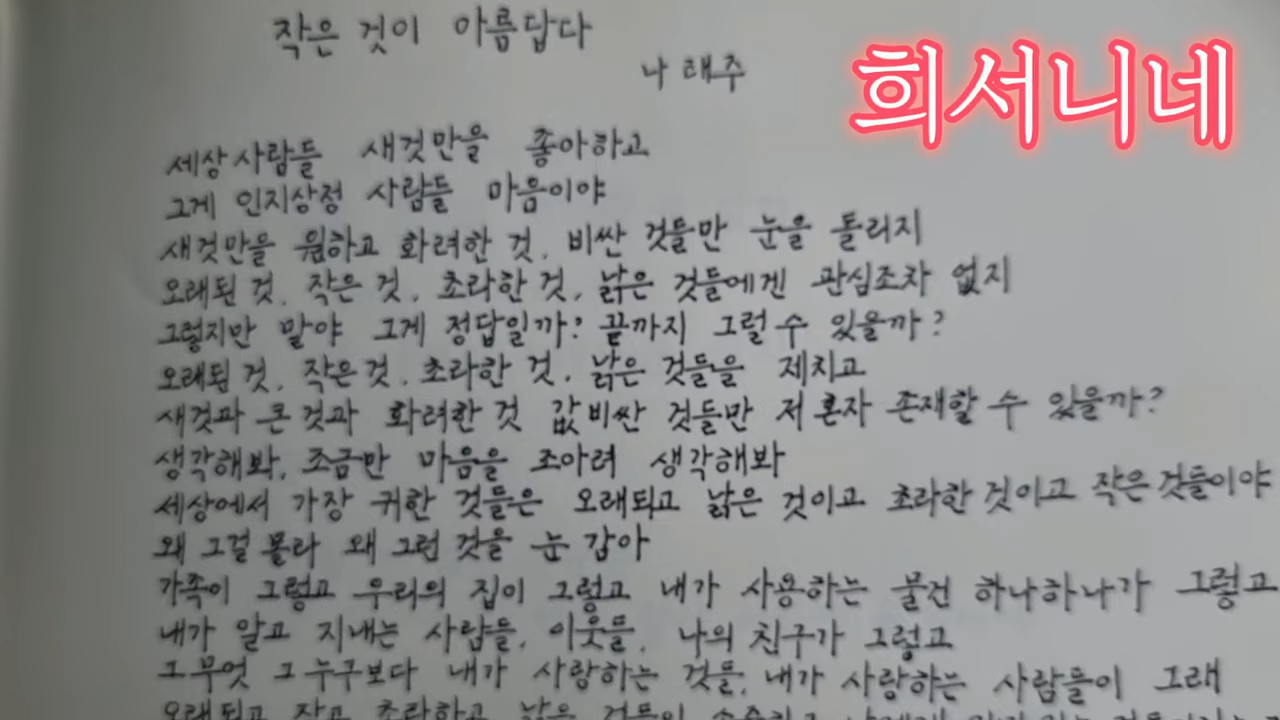 작은 것이 아름답다
나태주
희서니네
세상사람들 새것만을 좋아하고
그게 인지상정 사람들 마음이야
새것만을 원하고 화려한 것, 비싼 것들만 눈을 돌리지
오래된 것, 작은 것, 초라한 것, 낡은 것들에겐 관심조차 없지
그렇지만 말야 그게 정답일까? 끝까지 그럴 수 있을까?
오래된 것, 작은 것, 초라한 것, 낡은 것들을 제치고
새것과 큰 것과 화려한 것 값비싼 것들만 저 혼자 존재할 수 있을까?
생각해봐, 조금만 마음을 조아려 생각해봐
세상에서 가장 귀한 것들은 오래되고 낡은 것이고 초라한 것이고 작은 것들이야
왜 그걸 몰라 왜 그런 것을 눈 감아
가족이 그렇고 우리의 집이 그렇고 내가 사용하는 물건 하나하나가 그렇고
내가 알고 지내는 사람들, 이웃들, 나의 친구가 그렇고
그 무엇 그 누구보다 내가 사랑하는 것들, 내가 사랑하는 사람들이 그래
오래되고 작고 초라하고 낡은 것들이